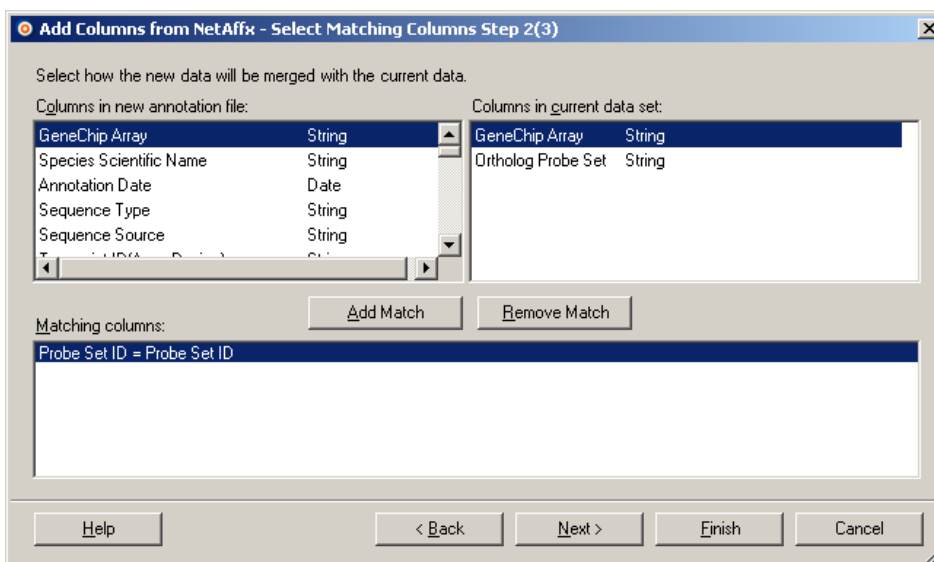 Add Columns from NetAffx - Select Matching Columns Step 2(3)
Select how the new data will be merged with the current data.
Columns in new annotation file:
Columns in current data set:
GeneChip Array String
Species Scientific Name String
Annotation Date Date
Sequence Type String
Sequence Source String
GeneChip Array String
Ortholog Probe Set String
Add Match
Remove Match
Matching columns:
Probe Set ID = Probe Set ID
Help
< Back
Next >
Finish
Cancel